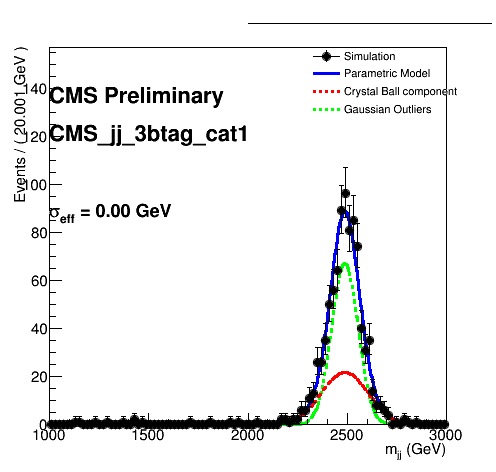 Simulation
Parametric Model
Crystal Ball component
Gaussian Outliers
CMS Preliminary
CMS_jj_3btag_cat1
σeff = 0.00 GeV
Events / ( 20.001 GeV )
140
120
100
80
60
40
20
0
1000 1500 2000 2500 3000
mjj (GeV)